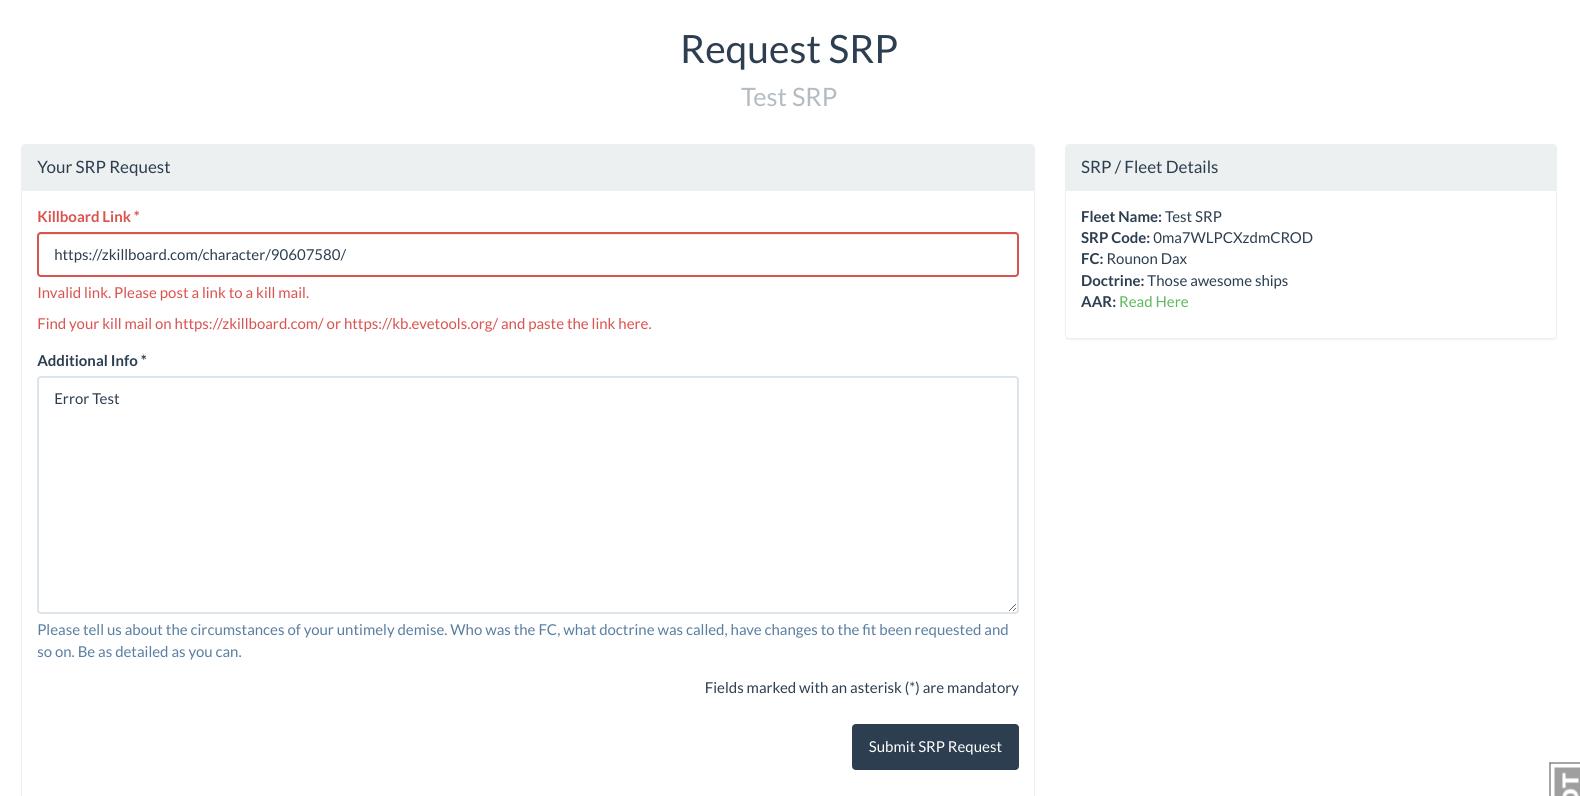 Request SRP
Test SRP
Your SRP Request
Killboard Link *
https://zkillboard.com/character/90607580/
Invalid link. Please post a link to a kill mail.
Find your kill mail on https://zkillboard.com/ or https://kb.evetools.org/ and paste the link here.
Additional Info *
Error Test
Please tell us about the circumstances of your untimely demise. Who was the FC, what doctrine was called, have changes to the fit been requested and
so on. Be as detailed as you can.
Fields marked with an asterisk (*) are mandatory
Submit SRP Request
SRP / Fleet Details
Fleet Name: Test SRP
SRP Code: 0ma7WLPCXzdmCROD
FC: Rounon Dax
Doctrine: Those awesome ships
AAR: Read Here